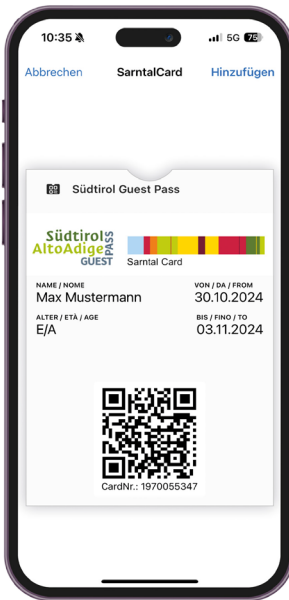 10:35 5G 75
Abbrechen SarntalCard Hinzufügen
Südtirol Guest Pass
Südtirol
AltoAdige
GUEST PASS
Sarntal Card
NAME / NOME VON / DA / FROM
Max Mustermann 30.10.2024
ALTER / ETÀ / AGE BIS / FINO / TO
E/A 03.11.2024
CardNr.: 1970055347